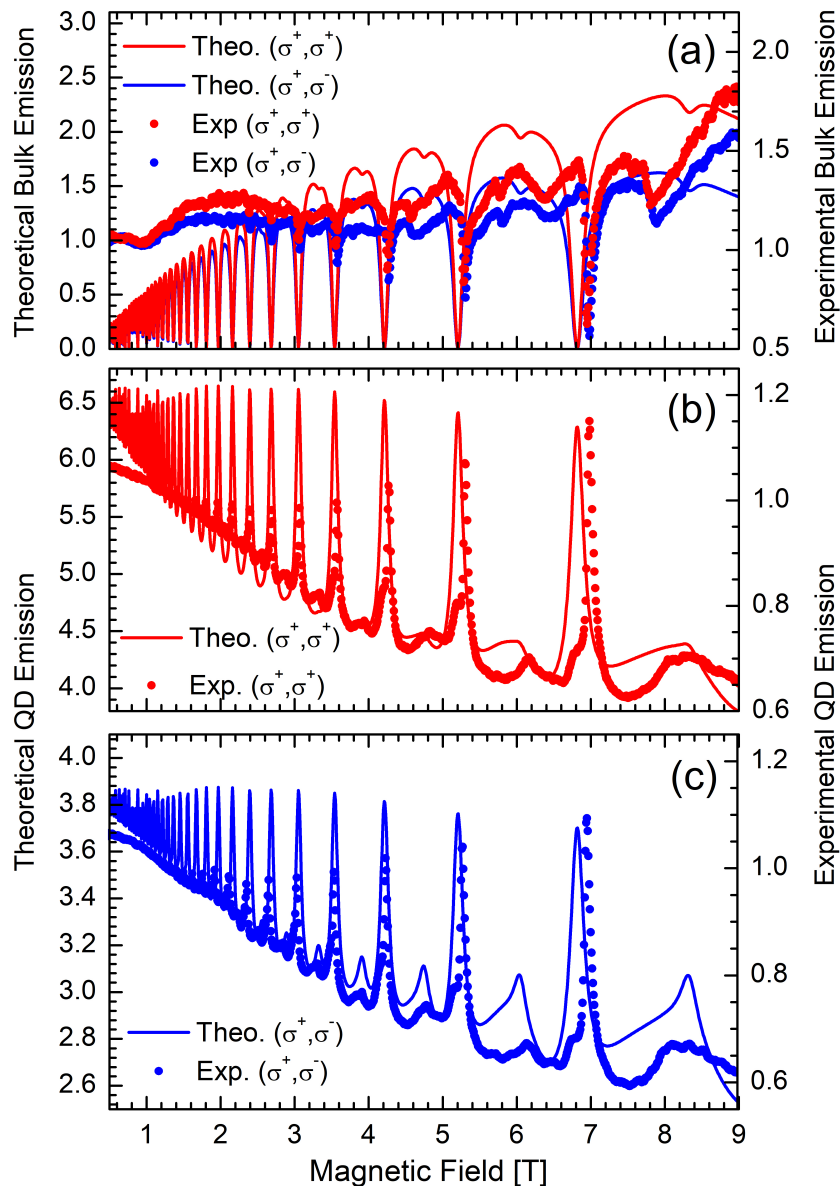 Theoretical Bulk Emission
3.0
2.5
2.0
1.5
1.0
0.5
0.0
Theo. (σ⁺,σ⁺)
Theo. (σ⁺,σ⁻)
Exp (σ⁺,σ⁺)
Exp (σ⁺,σ⁻)
(a)
2.0
1.5
1.0
0.5
Experimental Bulk Emission
Theoretical QD Emission
6.5
6.0
5.5
5.0
4.5
4.0
(b)
Theo. (σ⁺,σ⁺)
Exp. (σ⁺,σ⁺)
1.2
1.0
0.8
0.6
Experimental QD Emission
4.0
3.8
3.6
3.4
3.2
3.0
2.8
2.6
(c)
Theo. (σ⁺,σ⁻)
Exp. (σ⁺,σ⁻)
1.2
1.0
0.8
0.6
1 2 3 4 5 6 7 8 9
Magnetic Field [T]